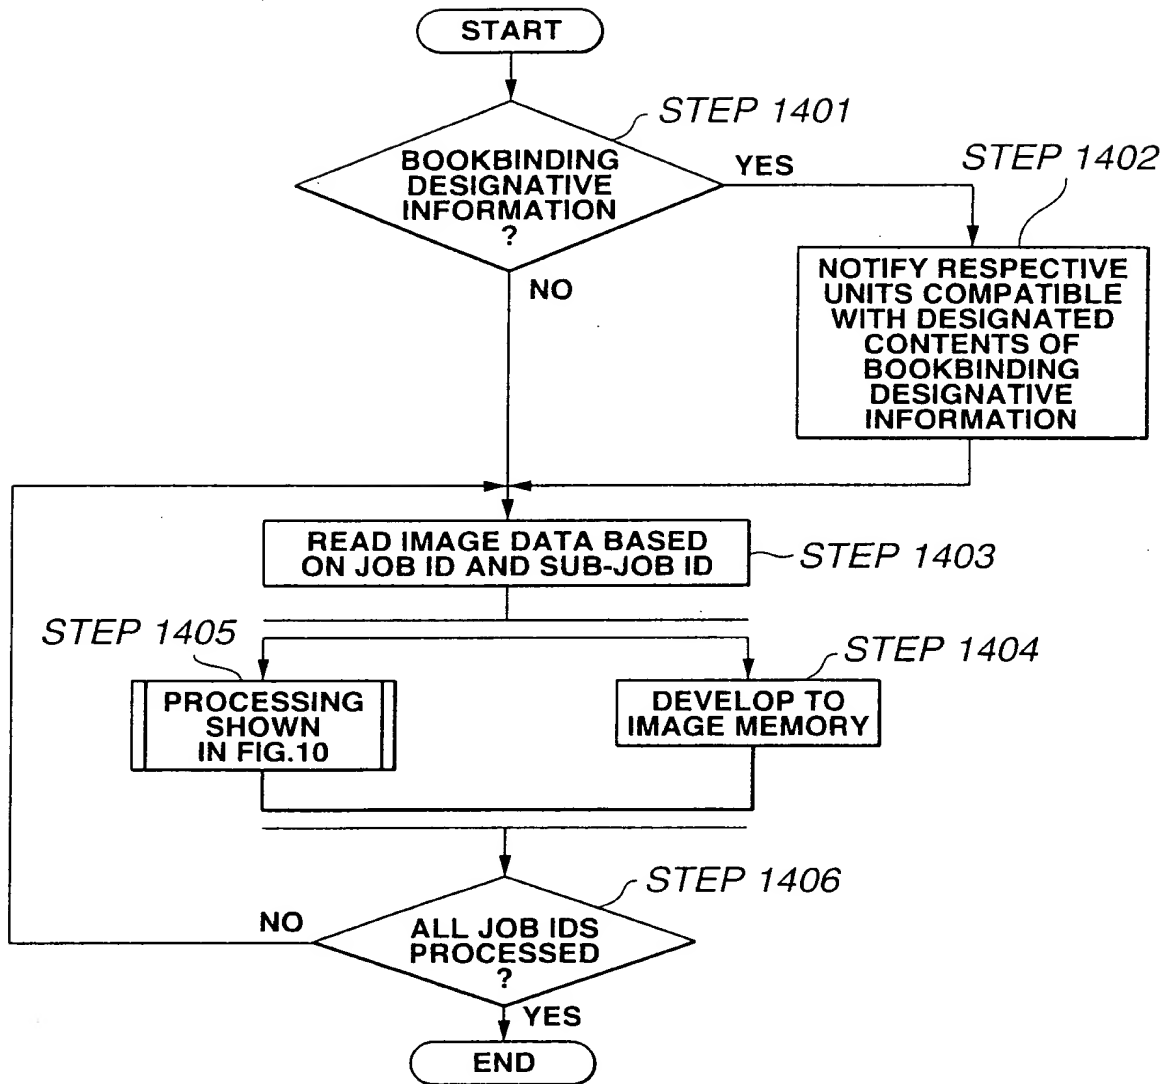 START
STEP 1401
BOOKBINDING
DESIGNATIVE
INFORMATION
?
YES
STEP 1402
NO
NOTIFY RESPECTIVE
UNITS COMPATIBLE
WITH DESIGNATED
CONTENTS OF
BOOKBINDING
DESIGNATIVE
INFORMATION
READ IMAGE DATA BASED
ON JOB ID AND SUB-JOB ID
STEP 1403
STEP 1405
PROCESSING
SHOWN
IN FIG.10
STEP 1404
DEVELOP TO
IMAGE MEMORY
STEP 1406
NO
ALL JOB IDS
PROCESSED
?
YES
END